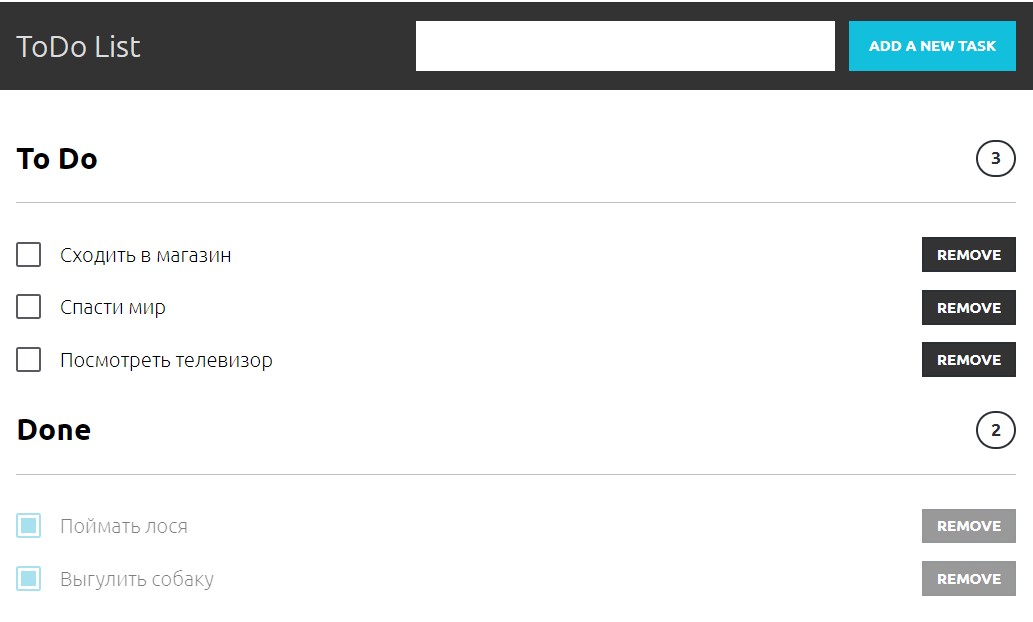 ToDo List
ADD A NEW TASK
To Do
3
Сходить в магазин
REMOVE
Спасти мир
REMOVE
Посмотреть телевизор
REMOVE
Done
2
Поймать лося
REMOVE
Выгулить собаку
REMOVE